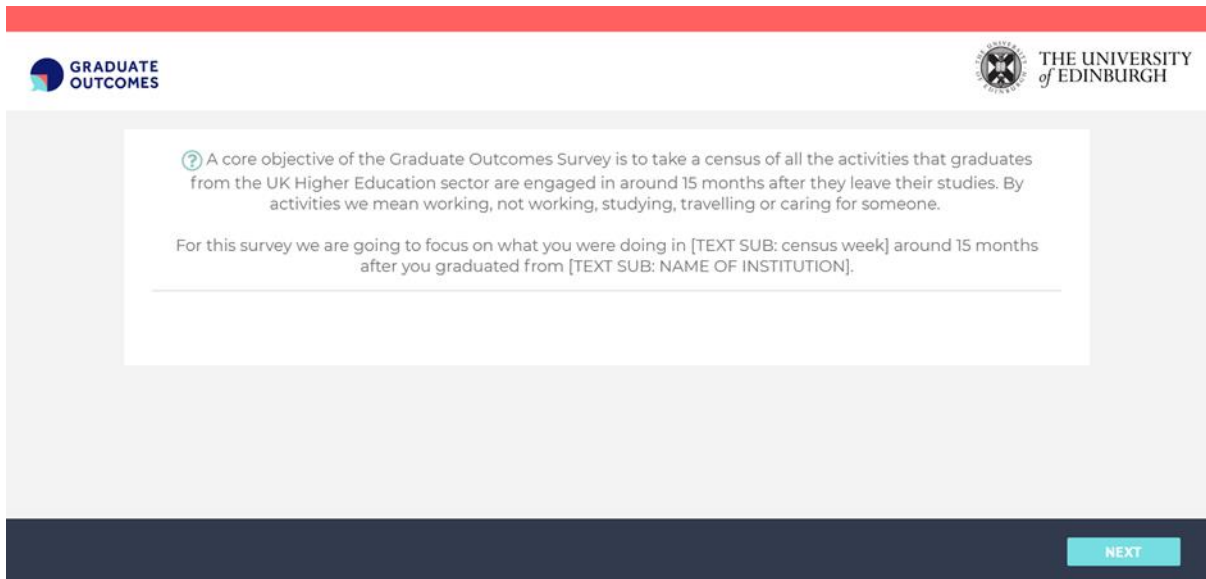 GRADUATE
OUTCOMES
THE UNIVERSITY
of EDINBURGH
? A core objective of the Graduate Outcomes Survey is to take a census of all the activities that graduates
from the UK Higher Education sector are engaged in around 15 months after they leave their studies. By
activities we mean working, not working, studying, travelling or caring for someone.
For this survey we are going to focus on what you were doing in [TEXT SUB: census week] around 15 months
after you graduated from [TEXT SUB: NAME OF INSTITUTION].
NEXT